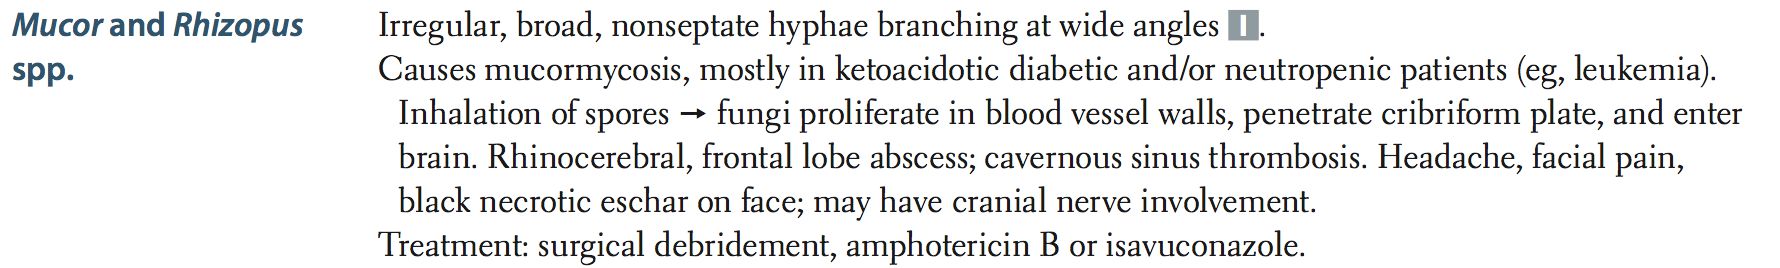 Mucor and Rhizopus
spp.
Irregular, broad, nonseptate hyphae branching at wide angles I.
Causes mucormycosis, mostly in ketoacidotic diabetic and/or neutropenic patients (eg, leukemia).
Inhalation of spores → fungi proliferate in blood vessel walls, penetrate cribriform plate, and enter
brain. Rhinocerebral, frontal lobe abscess; cavernous sinus thrombosis. Headache, facial pain,
black necrotic eschar on face; may have cranial nerve involvement.
Treatment: surgical debridement, amphotericin B or isavuconazole.